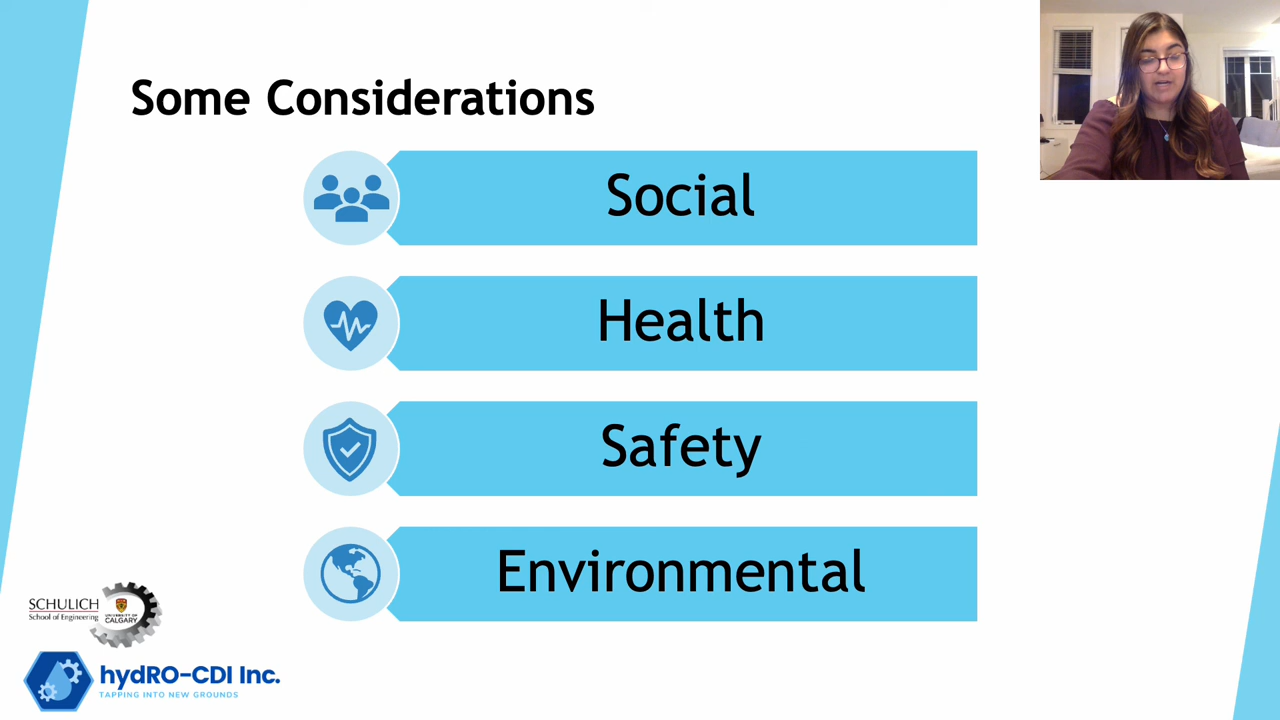 Some Considerations
Social
Health
Safety
Environmental
SCHULICH
School of Engineering
UNIVERSITY OF
CALGARY
hydRO-CDI Inc.
TAPPING INTO NEW GROUNDS